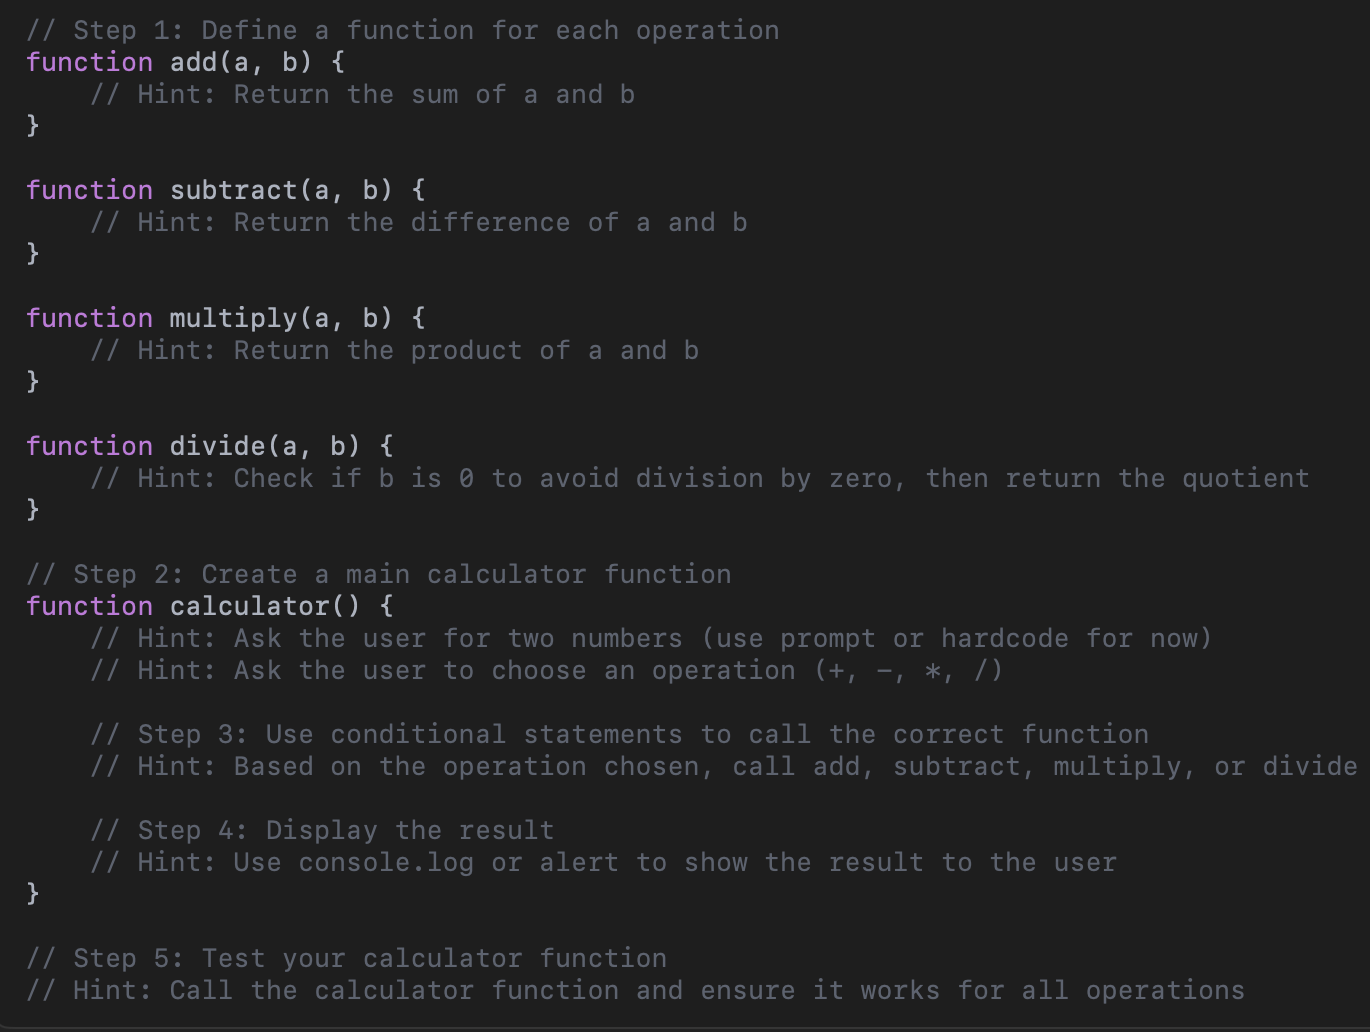 // Step 1: Define a function for each operation
function add(a, b) {
    // Hint: Return the sum of a and b
}

function subtract(a, b) {
    // Hint: Return the difference of a and b
}

function multiply(a, b) {
    // Hint: Return the product of a and b
}

function divide(a, b) {
    // Hint: Check if b is 0 to avoid division by zero, then return the quotient
}

// Step 2: Create a main calculator function
function calculator() {
    // Hint: Ask the user for two numbers (use prompt or hardcode for now)
    // Hint: Ask the user to choose an operation (+, -, *, /)

    // Step 3: Use conditional statements to call the correct function
    // Hint: Based on the operation chosen, call add, subtract, multiply, or divide

    // Step 4: Display the result
    // Hint: Use console.log or alert to show the result to the user
}

// Step 5: Test your calculator function
// Hint: Call the calculator function and ensure it works for all operations